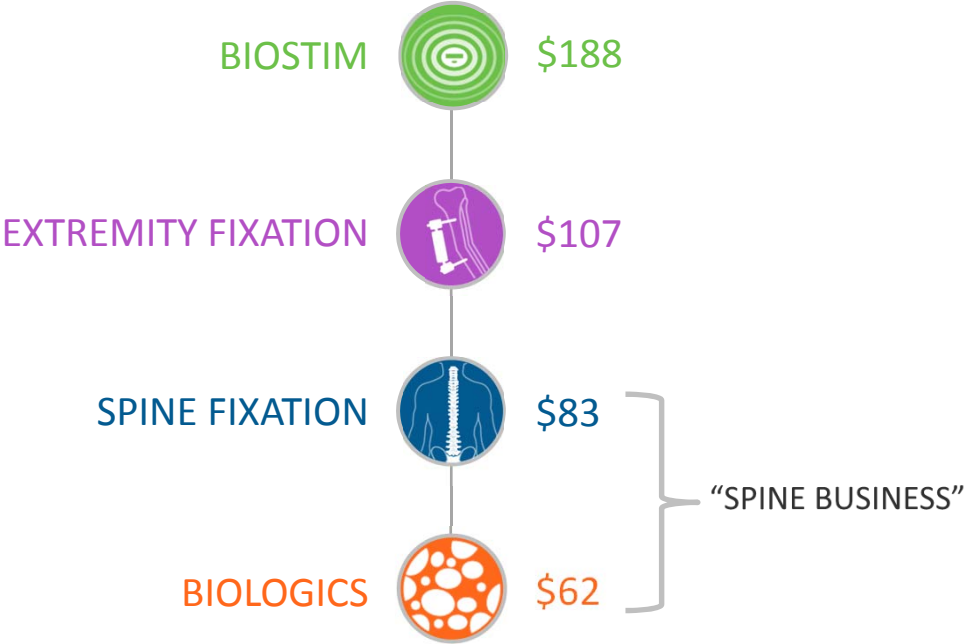 BIOSTIM $188
EXTREMITY FIXATION $107
SPINE FIXATION $83
“SPINE BUSINESS”
BIOLOGICS $62